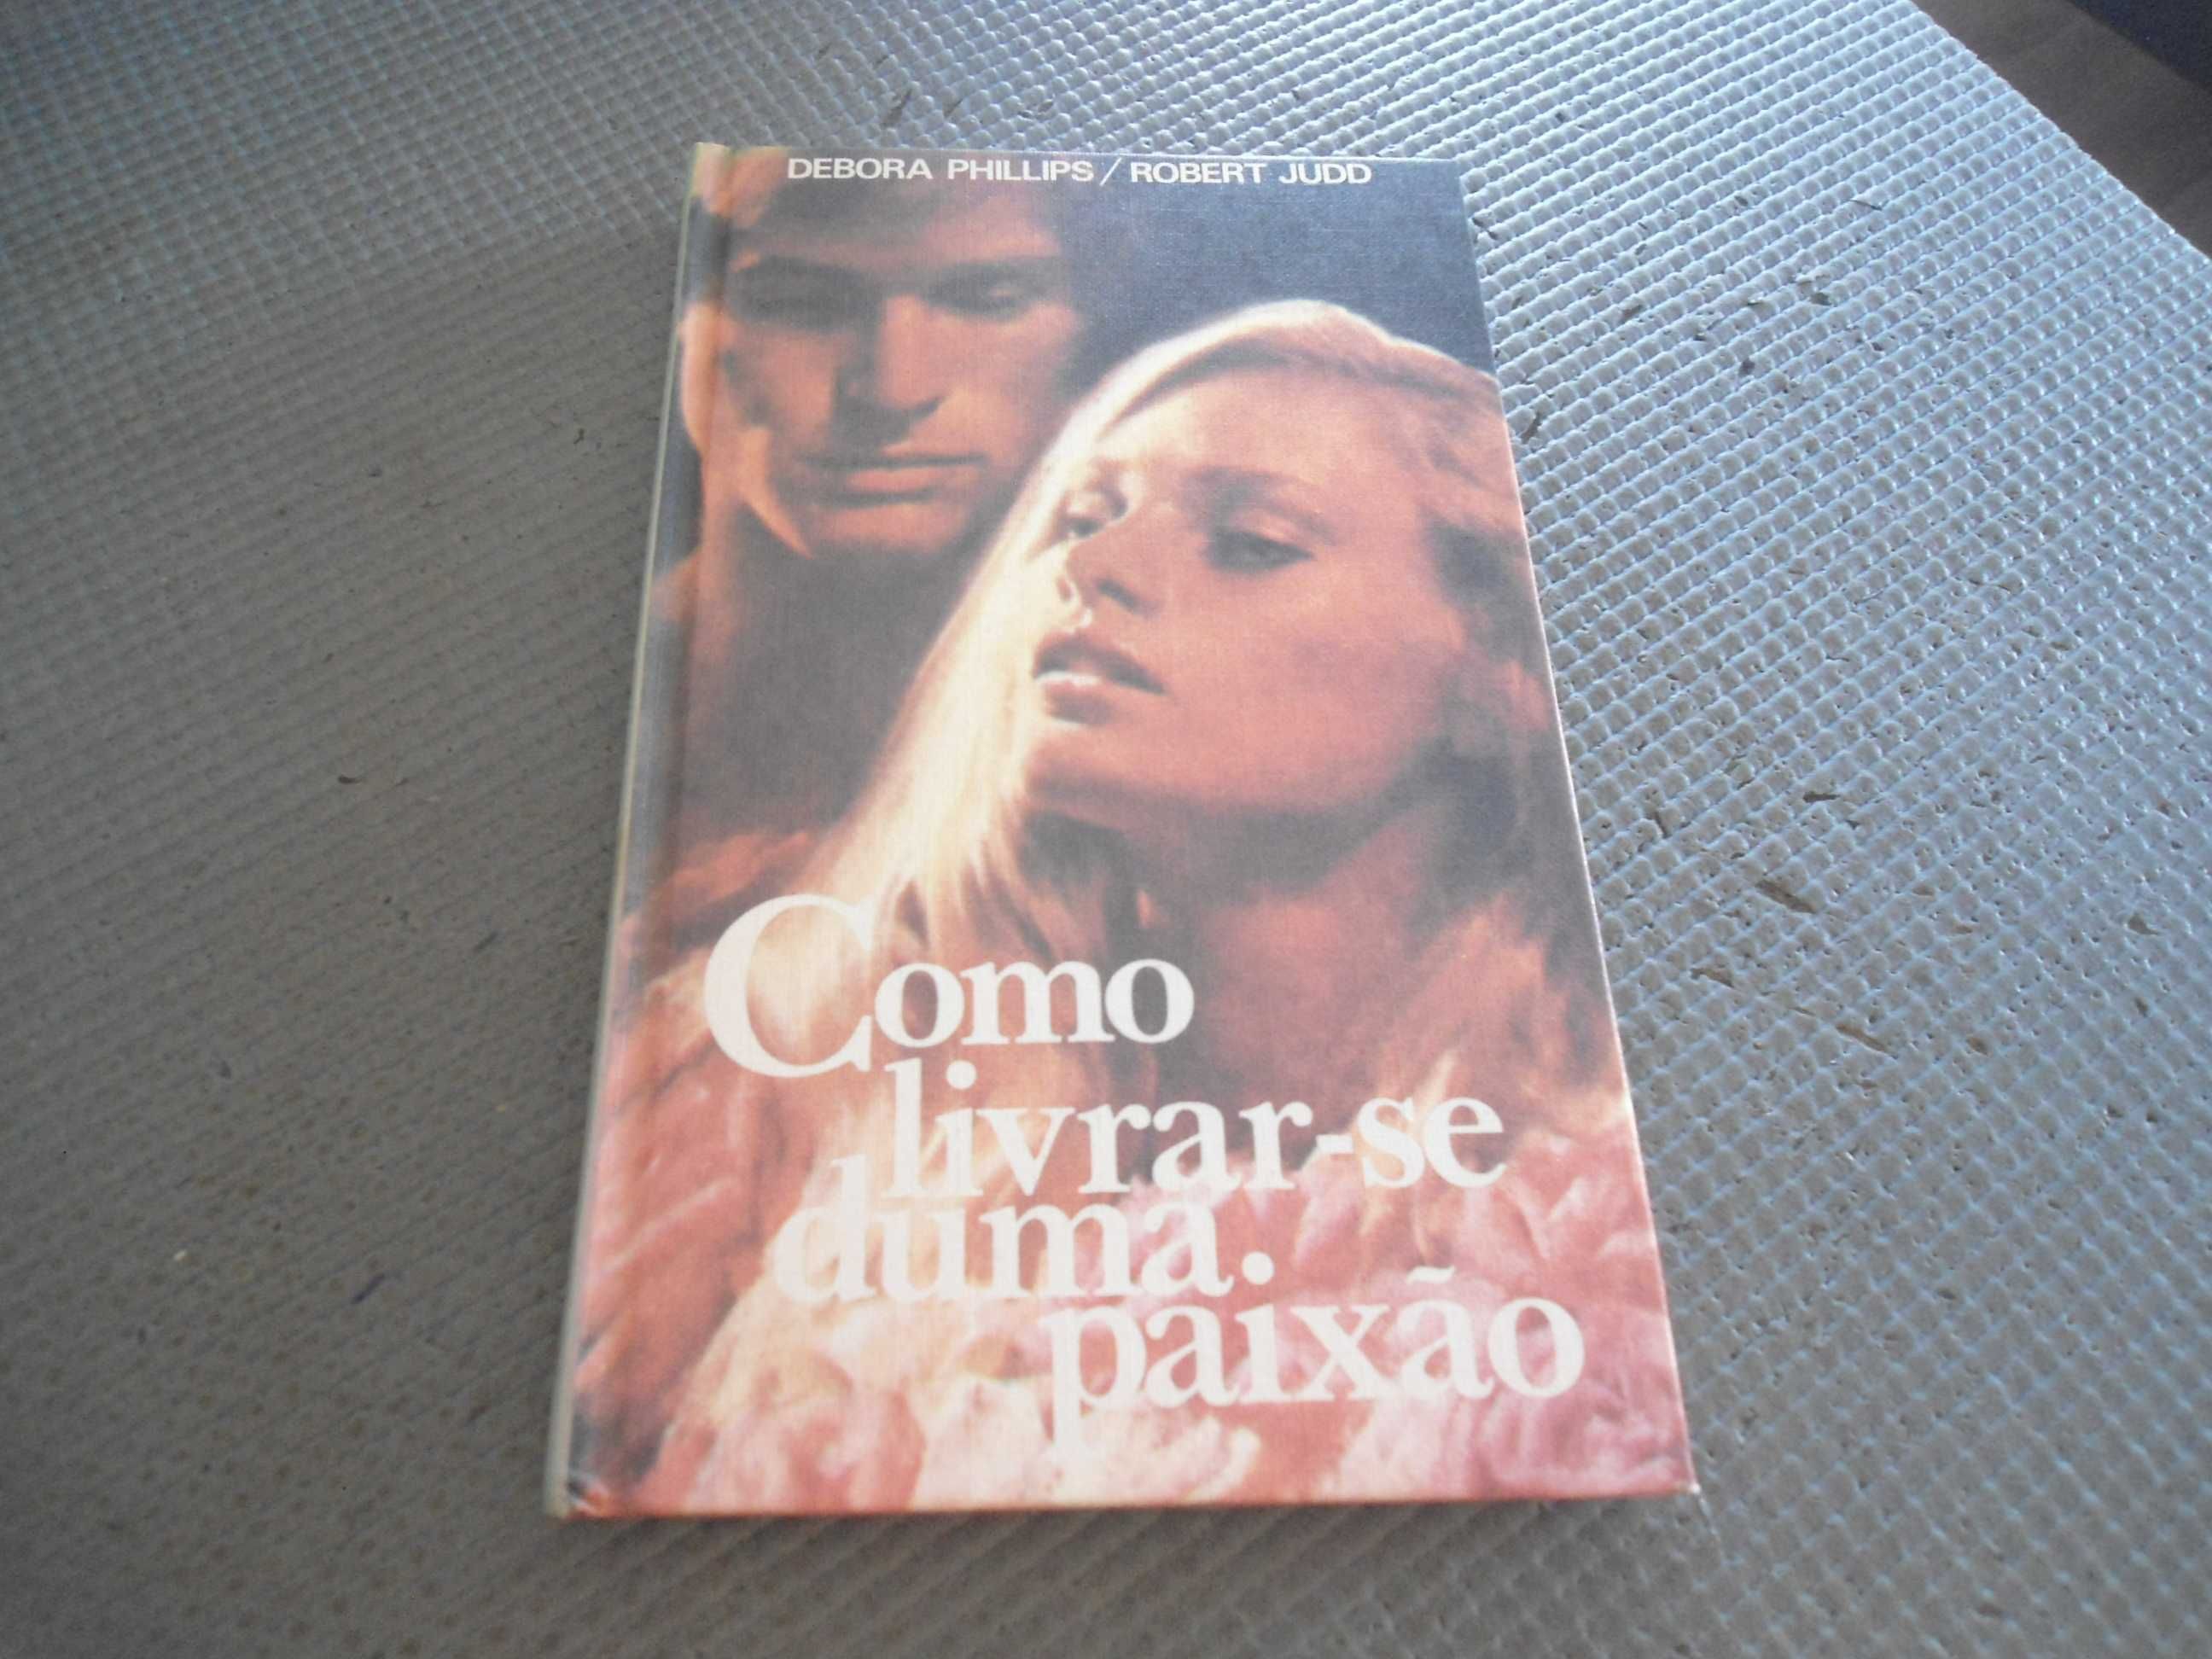 DEBORA PHILLIPS / ROBERT JUDD
Como
livrar-se
duma
paixão